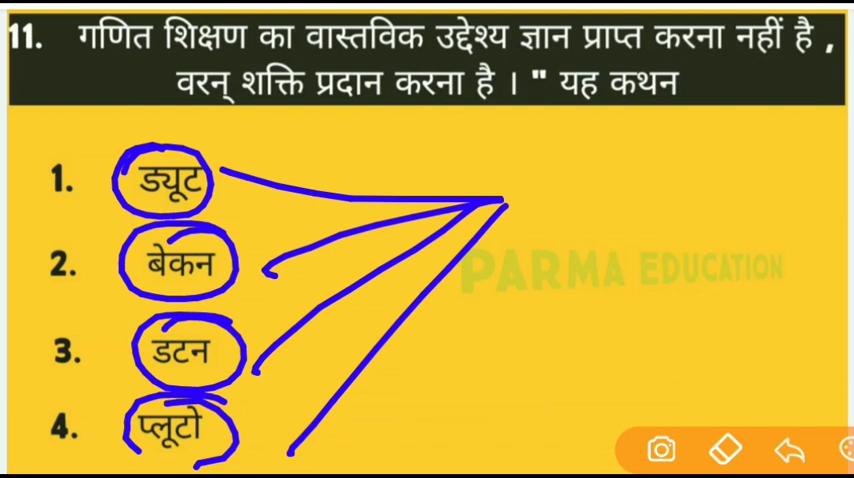 11. गणित शिक्षण का वास्तविक उद्देश्य ज्ञान प्राप्त करना नहीं है ,
वरन् शक्ति प्रदान करना है । " यह कथन
1. ड्यूट
2. बेकन
3. डटन
4. प्लूटो
PARMA EDUCATION